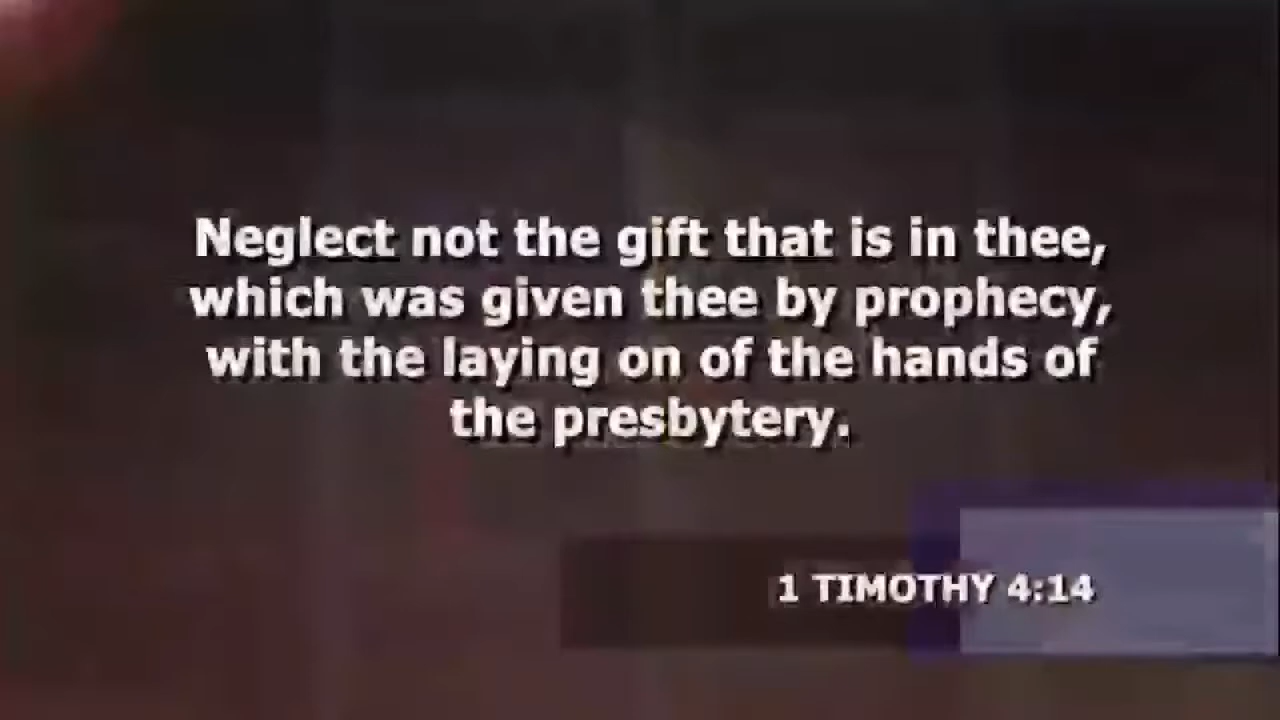 Neglect not the gift that is in thee,
which was given thee by prophecy,
with the laying on of the hands of
the presbytery.
1 TIMOTHY 4:14